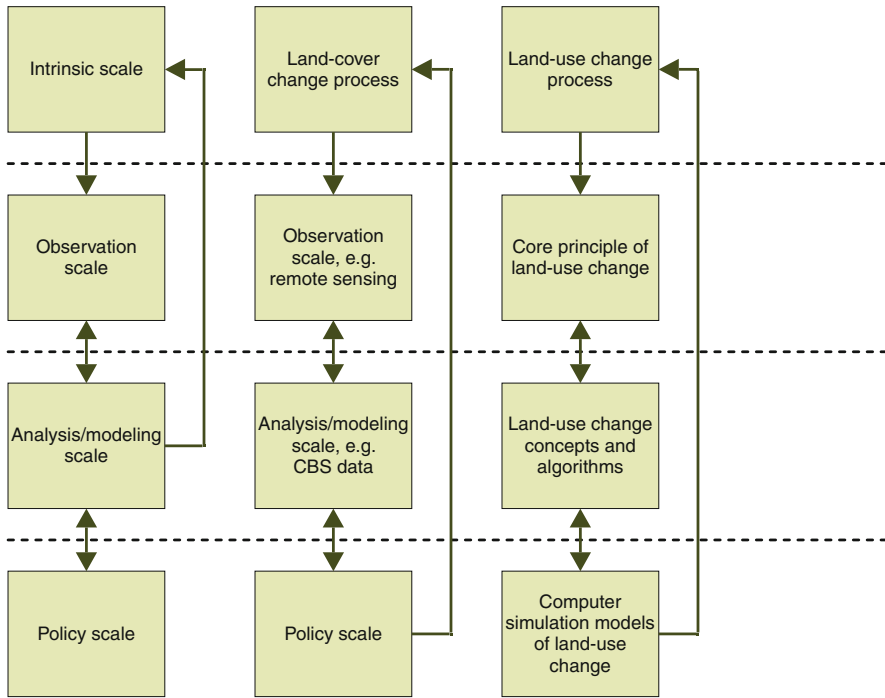 Intrinsic scale
Land-cover
change process
Land-use change
process
Observation
scale
Observation
scale, e.g.
remote sensing
Core principle of
land-use change
Analysis/modeling
scale
Analysis/modeling
scale, e.g.
CBS data
Land-use change
concepts and
algorithms
Policy scale
Policy scale
Computer
simulation models
of land-use
change